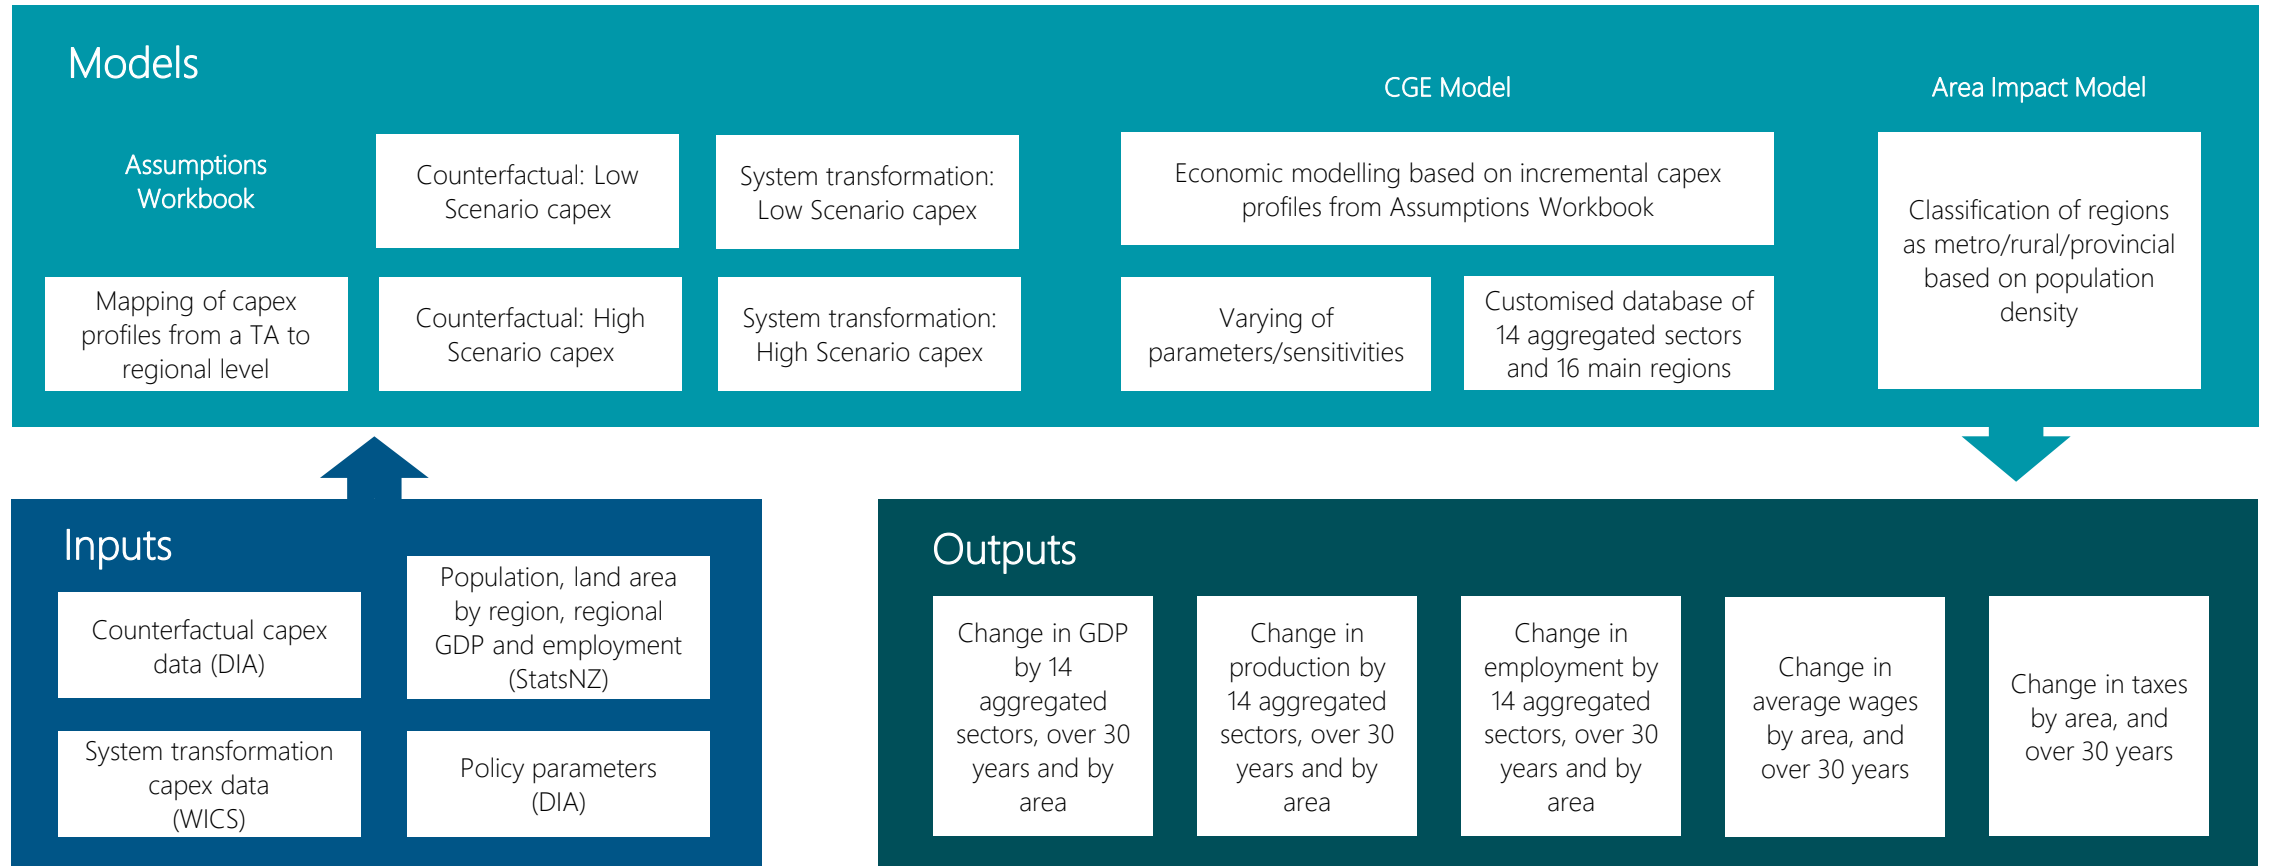 Models
Assumptions
Workbook
Mapping of capex
profiles from a TA to
regional level
Counterfactual: Low
Scenario capex
System transformation:
Low Scenario capex
Counterfactual: High
Scenario capex
System transformation:
High Scenario capex
CGE Model
Economic modelling based on incremental capex
profiles from Assumptions Workbook
Varying of
parameters/sensitivities
Customised database of
14 aggregated sectors
and 16 main regions
Area Impact Model
Classification of regions
as metro/rural/provincial
based on population
density
Inputs
Counterfactual capex
data (DIA)
Population, land area
by region, regional
GDP and employment
(StatsNZ)
System transformation
capex data
(WICS)
Policy parameters
(DIA)
Outputs
Change in GDP
by 14
aggregated
sectors, over 30
years and by
area
Change in
production by
14 aggregated
sectors, over 30
years and by
area
Change in
employment by
14 aggregated
sectors, over 30
years and by
area
Change in
average wages
by area, and
over 30 years
Change in taxes
by area, and
over 30 years